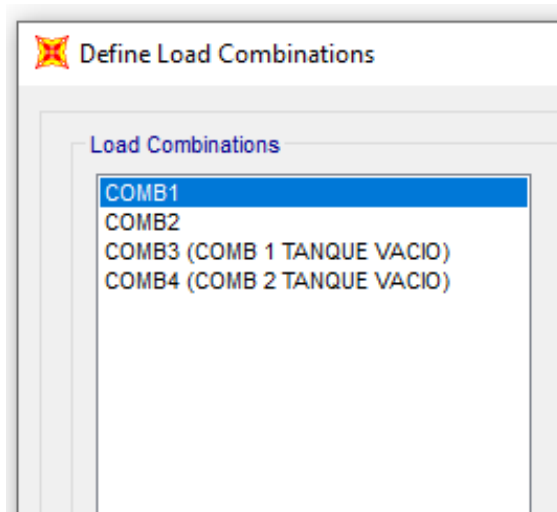 Define Load Combinations
Load Combinations
COMB1
COMB2
COMB3 (COMB 1 TANQUE VACIO)
COMB4 (COMB 2 TANQUE VACIO)